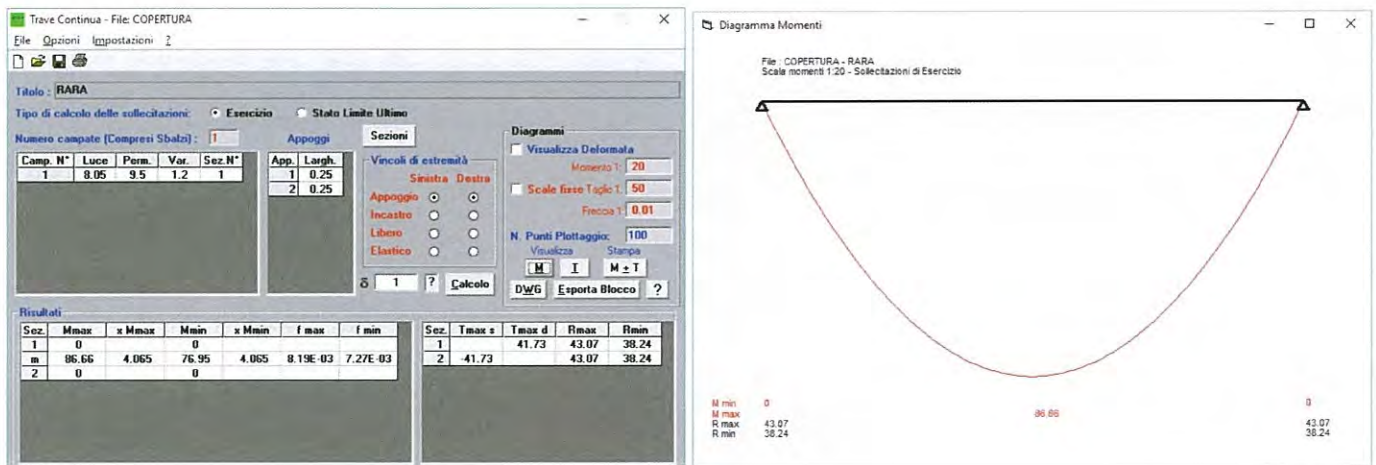 Trave Continua - File: COPERTURA
File Opzioni Impostazioni ?
Titolo : RARA
Tipo di calcolo delle sollecitazioni: Esercizio Stato Limite Ultimo
Numero campate (Compresi Sbalzi) : 1
Appoggi
Sezioni
Camp. N° Luce Perm. Var. Sez.N°
1 8.05 9.5 1.2 1
App. Largh.
1 0.25
2 0.25
Vincoli di estremità
Sinistra Destra
Appoggio
Incastro
Libero
Elastico
δ 1 ? Calcolo
Diagrammi
Visualizza Deformata
Momento 1: 20
Scale fisse Taglio 1: 50
Freccia 1: 0.01
N. Punti Plottaggio: 100
Visualizza Stampa
M T M + T
DWG Esporta Blocco ?
Risultati
Sez. Mmax x Mmax Mmin x Mmin f max f min
1 0 0
m 86.66 4.065 76.95 4.065 8.19E-03 7.27E-03
2 0 0
Sez. Tmax s Tmax d Rmax Rmin
1 41.73 43.07 38.24
2 -41.73 43.07 38.24
Diagramma Momenti
File : COPERTURA - RARA
Scala momenti 1:20 - Sollecitazioni di Esercizio
M min 0 0
M max 86.66
R max 43.07 43.07
R min 38.24 38.24